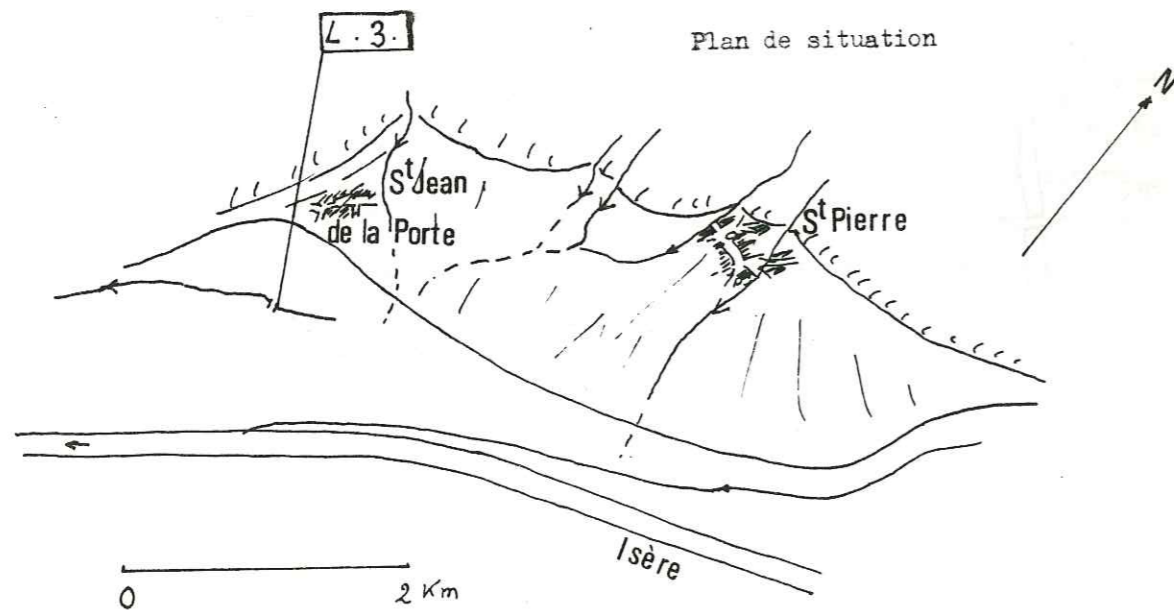 L.3.
Plan de situation
N
St Jean
de la Porte
St Pierre
Isère
0 2 Km